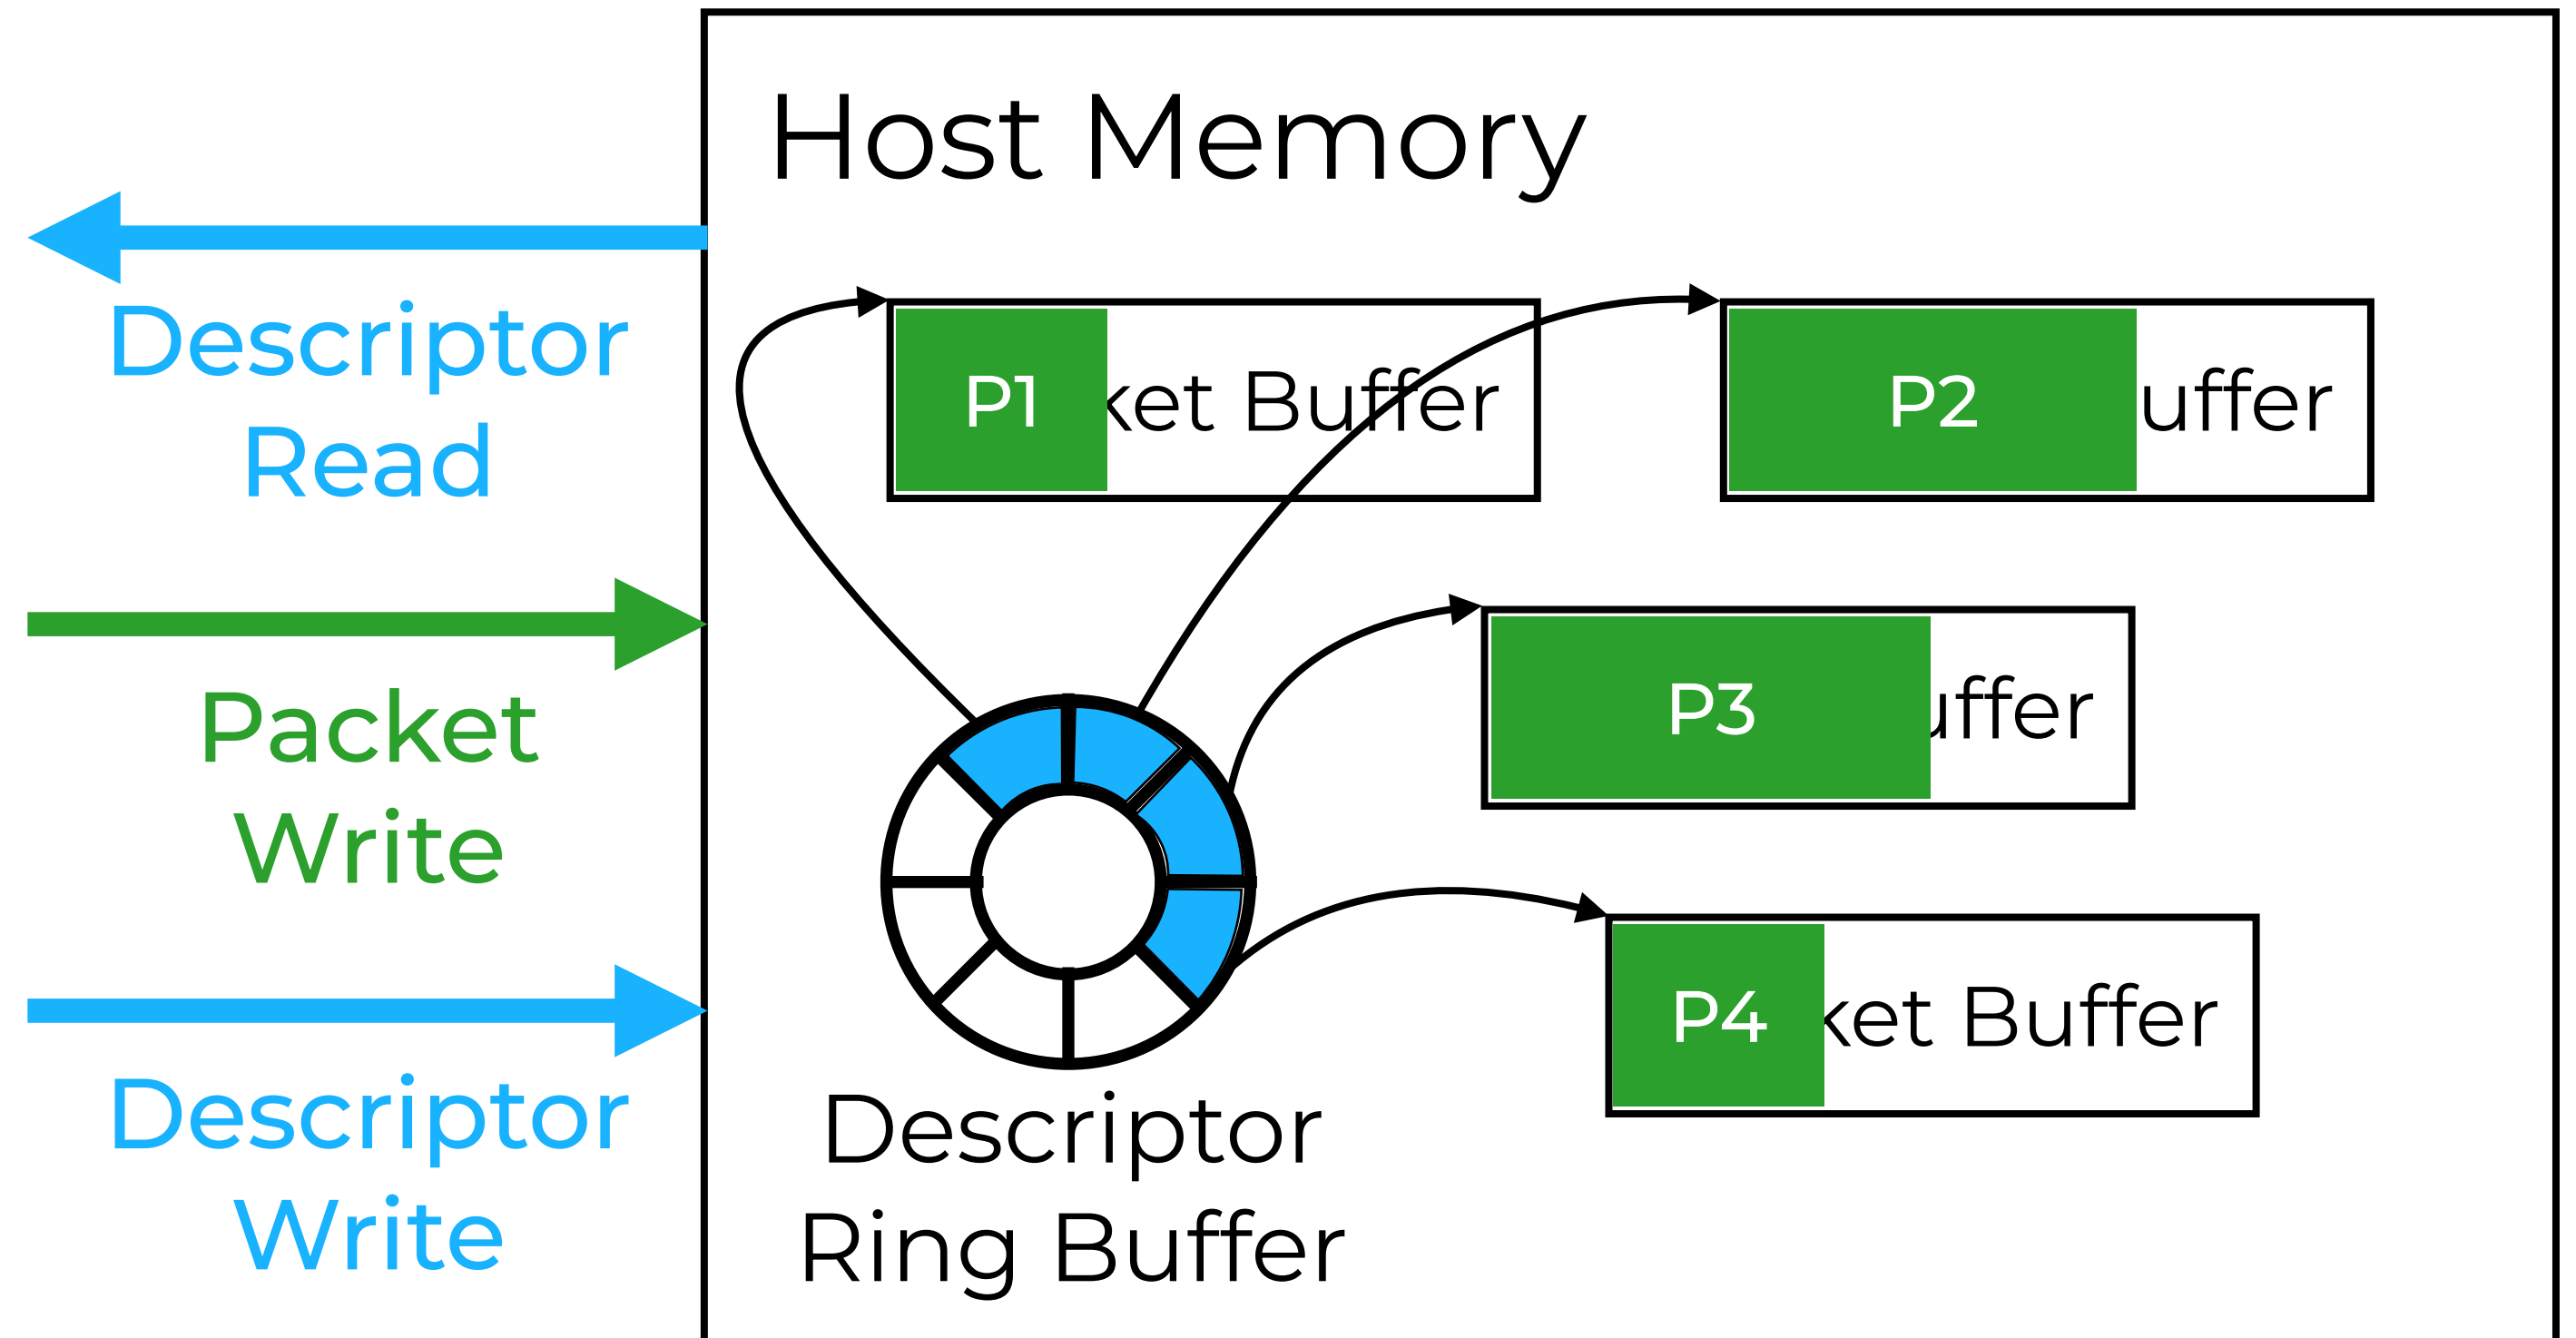 Host Memory
Descriptor
Read
Packet
Write
Descriptor
Write
P1 ket Buffer
P2 uffer
P3 uffer
P4 ket Buffer
Descriptor
Ring Buffer